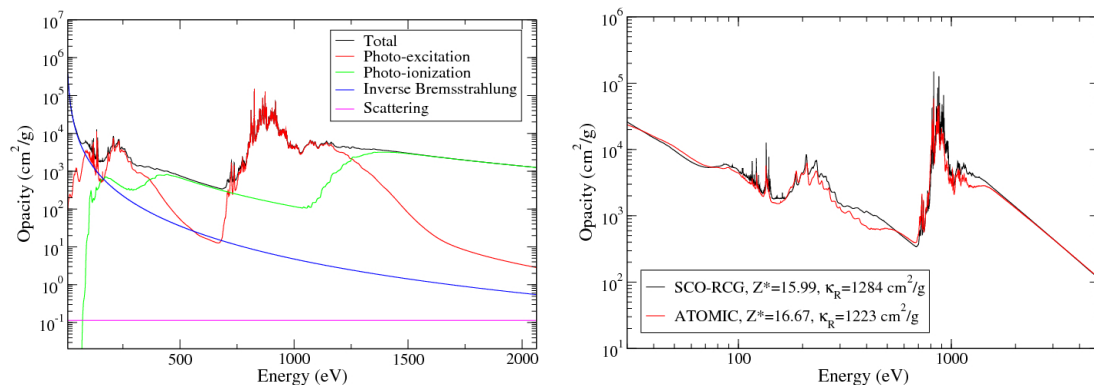 10^7
10^6
10^5
10^4
10^3
10^2
10^1
10^0
10^-1
Opacity (cm^2/g)
Total
Photo-excitation
Photo-ionization
Inverse Bremsstrahlung
Scattering
500 1000 1500 2000
Energy (eV)
10^6
10^5
10^4
10^3
10^2
10^1
Opacity (cm^2/g)
SCO-RCG, Z*=15.99, κ_R=1284 cm^2/g
ATOMIC, Z*=16.67, κ_R=1223 cm^2/g
100 1000
Energy (eV)